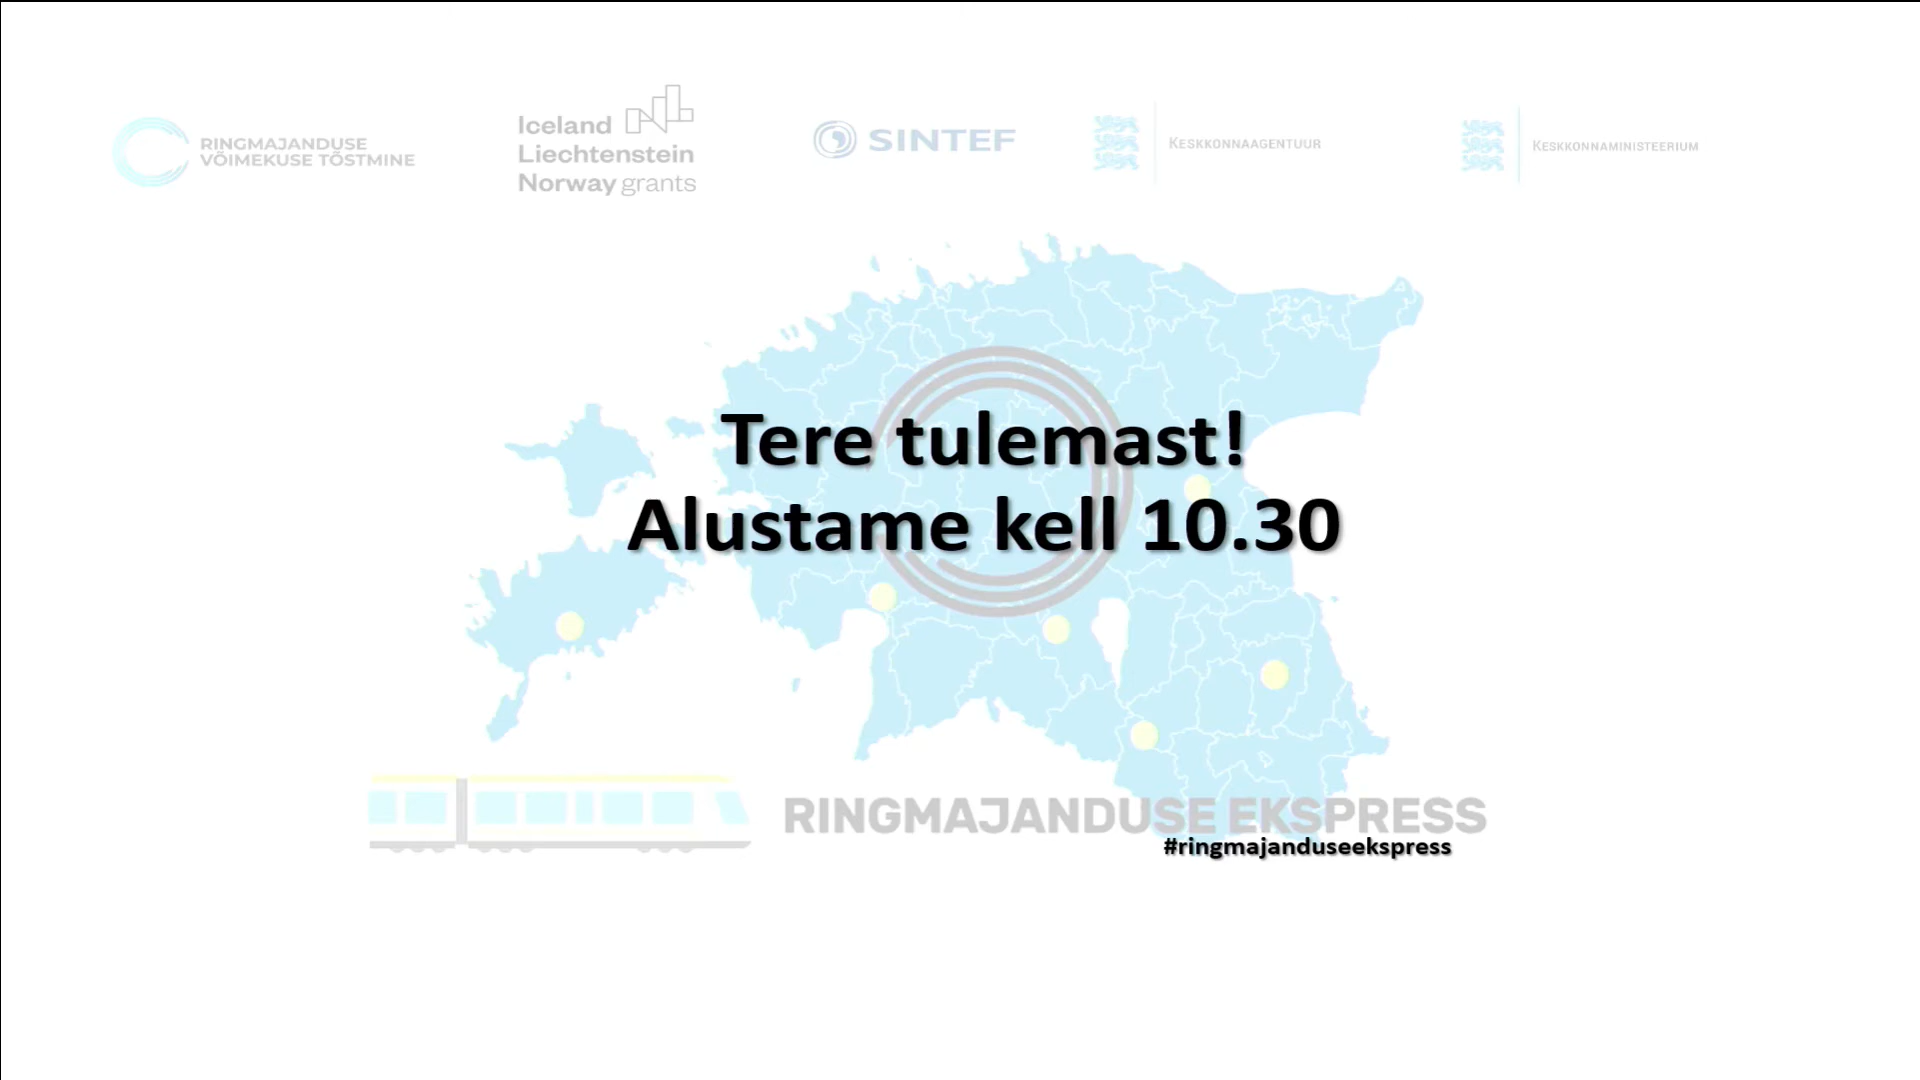 RINGMAJANDUSE
VÕIMEKUSE TÕSTMINE
Iceland
Liechtenstein
Norway grants
SINTEF
KESKKONNAAGENTUUR
KESKKONNAMINISTEERIUM
Tere tulemast!
Alustame kell 10.30
RINGMAJANDUSE EKSPRESS
#ringmajanduseekspress